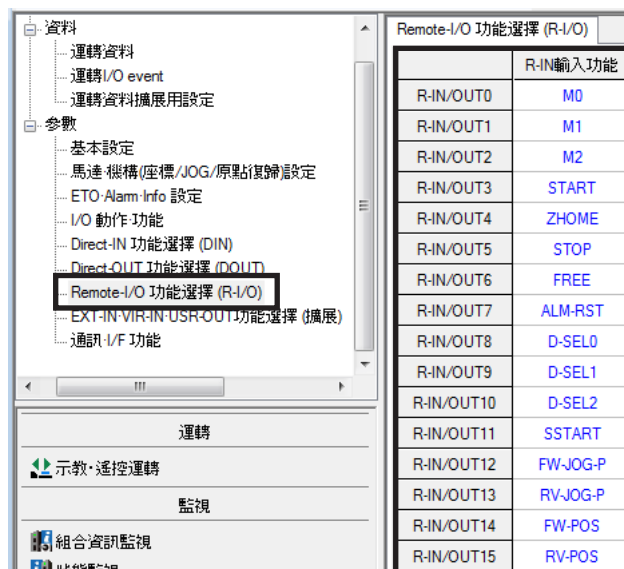 資料
運轉資料
運轉I/O event
運轉資料擴展用設定
參數
基本設定
馬達·機構(座標/JOG/原點復歸)設定
ETO·Alarm·Info 設定
I/O 動作·功能
Direct-IN 功能選擇 (DIN)
Direct-OUT 功能選擇 (DOUT)
Remote-I/O 功能選擇 (R-I/O)
EXT-IN·VIR-IN·USR-OUT功能選擇 (擴展)
通訊·I/F 功能
運轉
示教·遙控運轉
監視
組合資訊監視
狀態監視
Remote-I/O 功能選擇 (R-I/O)
R-IN輸入功能
R-IN/OUT0 M0
R-IN/OUT1 M1
R-IN/OUT2 M2
R-IN/OUT3 START
R-IN/OUT4 ZHOME
R-IN/OUT5 STOP
R-IN/OUT6 FREE
R-IN/OUT7 ALM-RST
R-IN/OUT8 D-SEL0
R-IN/OUT9 D-SEL1
R-IN/OUT10 D-SEL2
R-IN/OUT11 SSTART
R-IN/OUT12 FW-JOG-P
R-IN/OUT13 RV-JOG-P
R-IN/OUT14 FW-POS
R-IN/OUT15 RV-POS